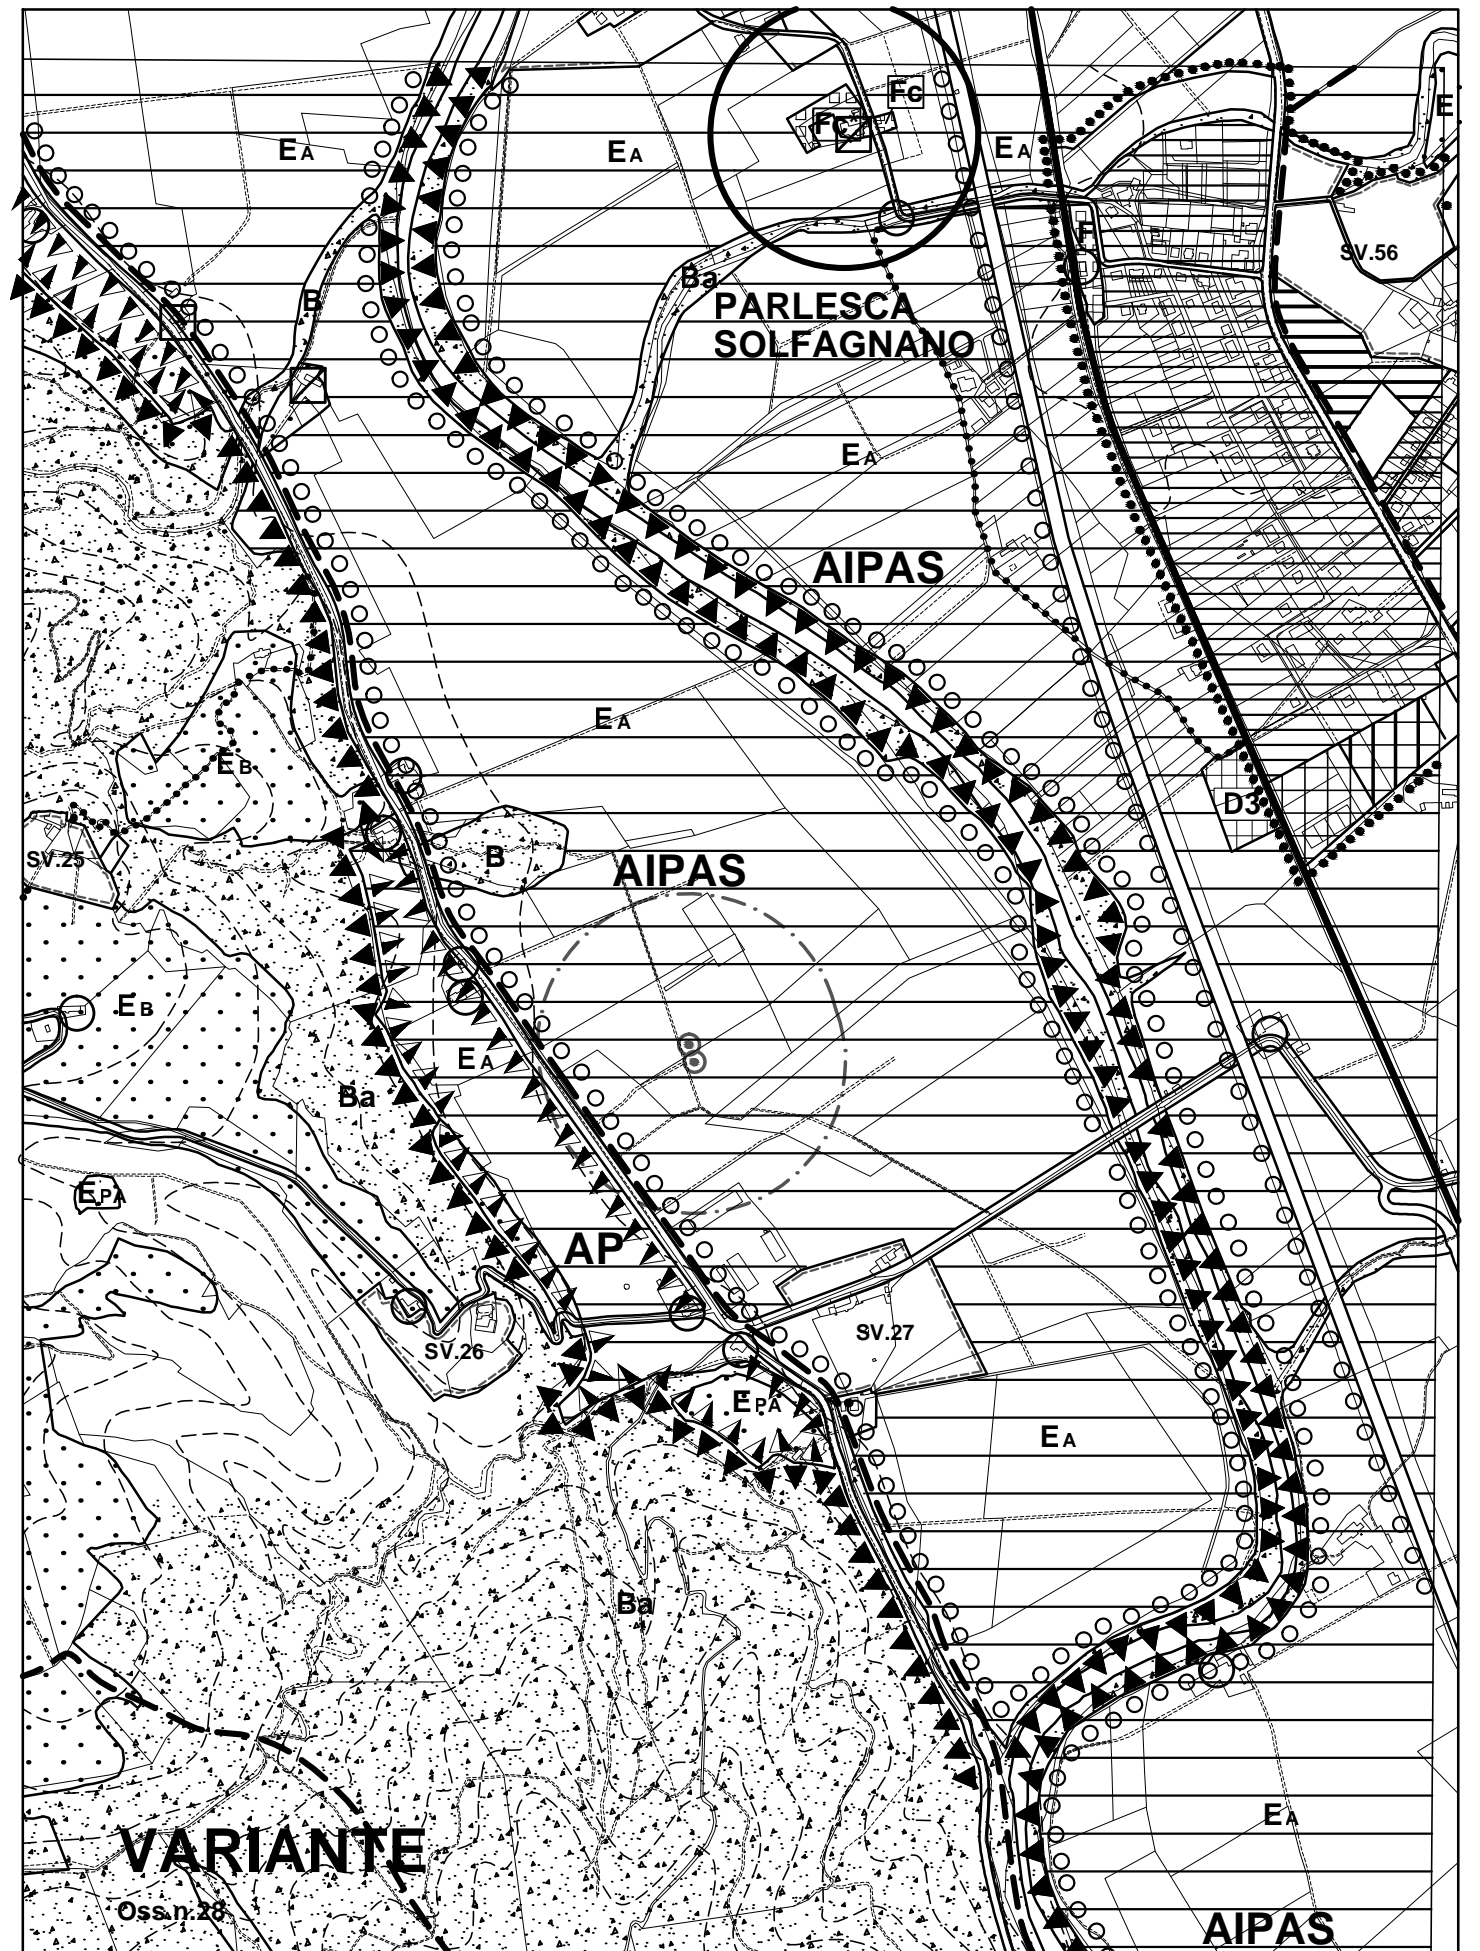 Fc
Fc
E
EA
EA
EA
F
SV.56
Ba
B
PARLESCA
SOLFAGNANO
EA
AIPAS
EA
EB
D3
SV.25
B
AIPAS
EB
EA
Ba
EPA
AP
SV.27
SV.26
EPA
EA
Ba
EA
VARIANTE
Oss.n.28
AIPAS